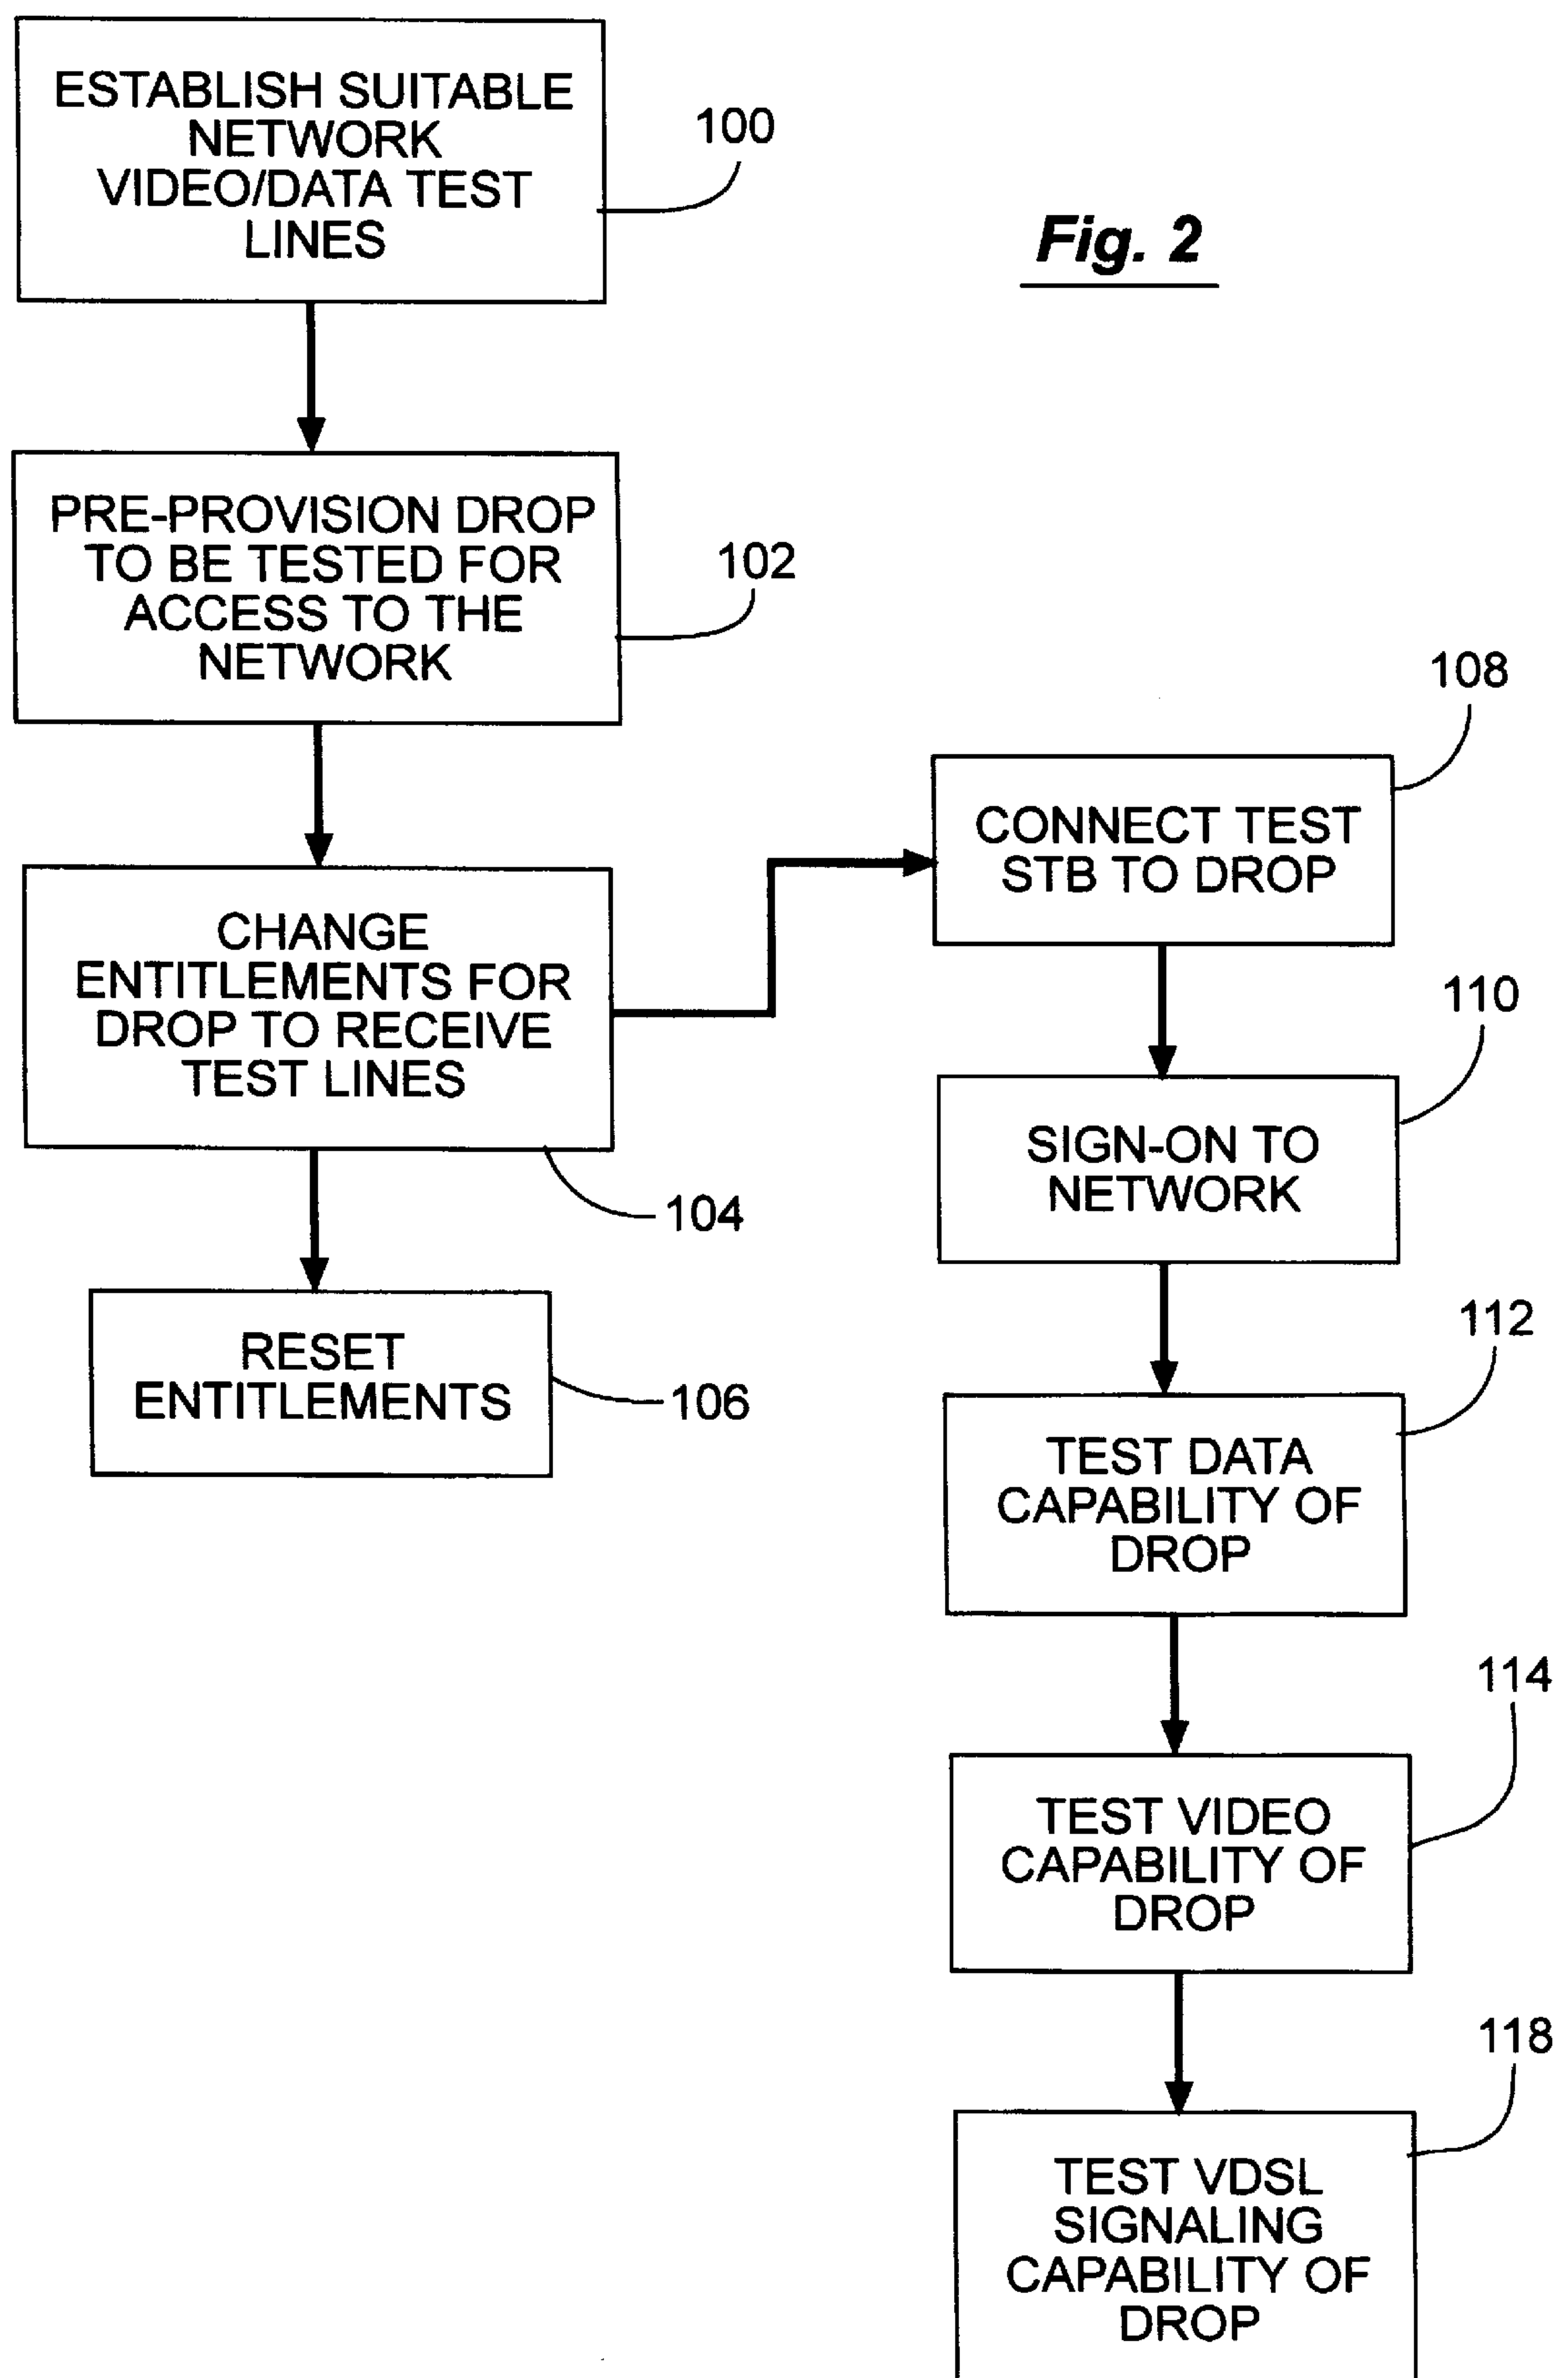 ESTABLISH SUITABLE
NETWORK
VIDEO/DATA TEST
LINES
100
Fig. 2
PRE-PROVISION DROP
TO BE TESTED FOR
ACCESS TO THE
NETWORK
102
CHANGE
ENTITLEMENTS FOR
DROP TO RECEIVE
TEST LINES
104
RESET
ENTITLEMENTS
106
108
CONNECT TEST
STB TO DROP
110
SIGN-ON TO
NETWORK
112
TEST DATA
CAPABILITY OF
DROP
114
TEST VIDEO
CAPABILITY OF
DROP
118
TEST VDSL
SIGNALING
CAPABILITY OF
DROP